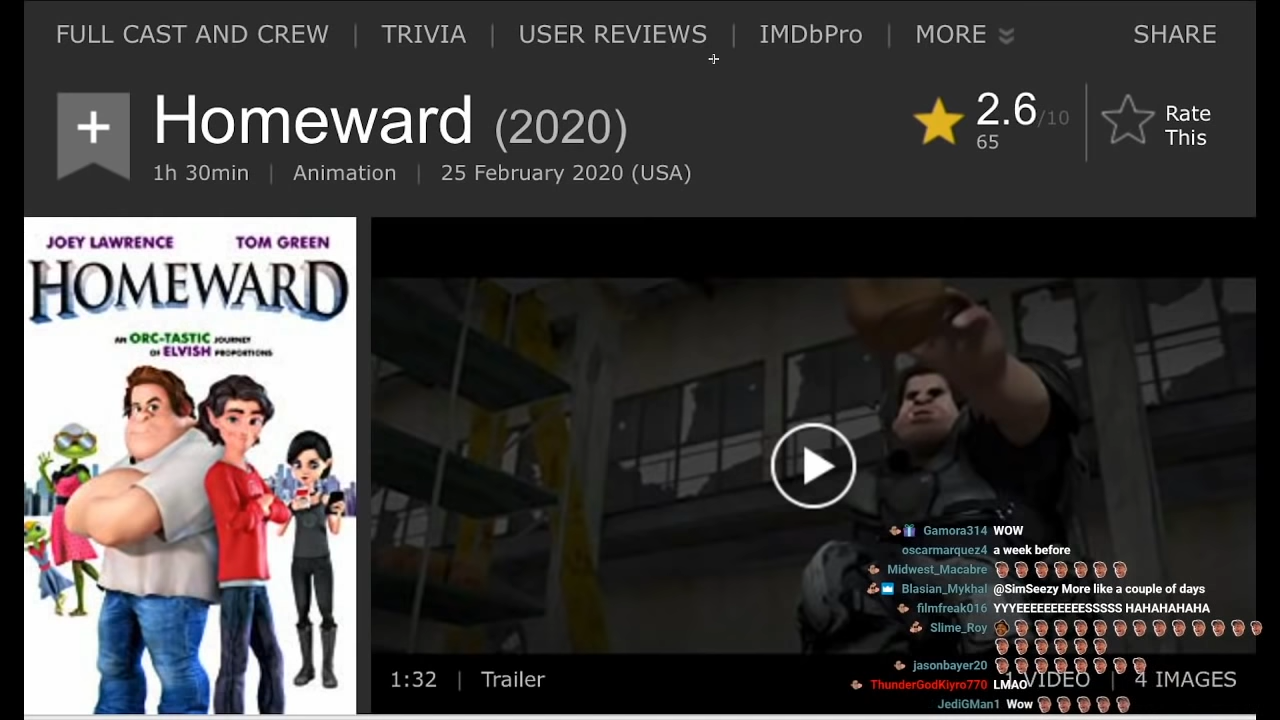 FULL CAST AND CREW | TRIVIA | USER REVIEWS | IMDbPro | MORE SHARE
Homeward (2020)
1h 30min | Animation | 25 February 2020 (USA)
2.6/10
65
Rate
This
JOEY LAWRENCE TOM GREEN
HOMEWARD
AN ORC-TASTIC JOURNEY
OF ELVISH PROPORTIONS
Gamora314 WOW
oscarmarquez4 a week before
Midwest_Macabre
Blasian_Mykhal @SimSeezy More like a couple of days
filmfreak016 YYYEEEEEEEEEESSSSS HAHAHAHAHA
Slime_Roy
jasonbayer20
ThunderGodKiyro770 LMAO
JediGMan1 Wow
1:32 | Trailer
1 VIDEO | 4 IMAGES